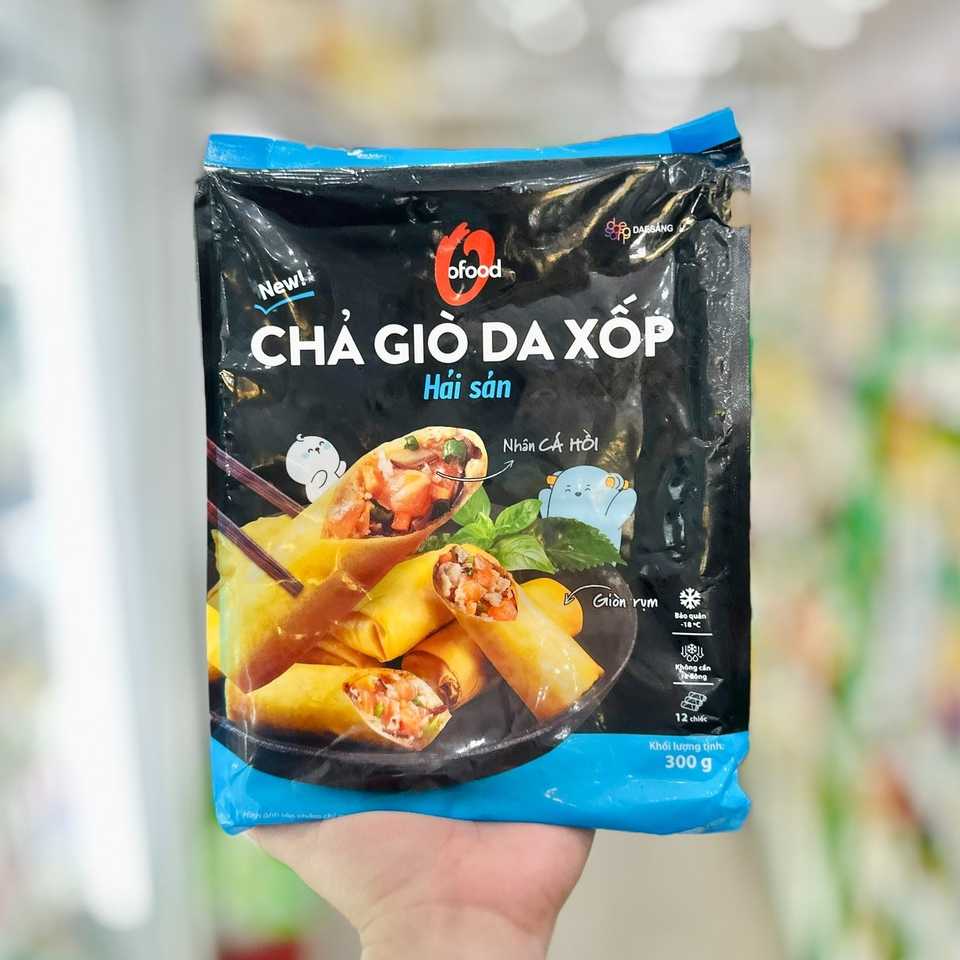 daesang DAESANG
Ofood
New!
CHẢ GIÒ DA XỐP
Hải sản
Nhân CÁ HỒI
Giòn rụm
Bảo quản
-18 °C
Không cần
rã đông
12 chiếc
Khối lượng tịnh:
300 g